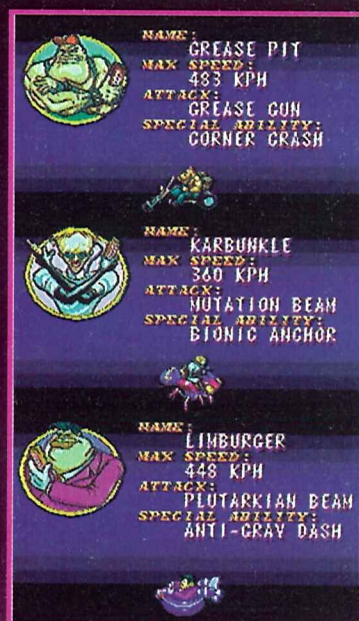 NAME:
GREASE PIT
MAX SPEED:
483 KPH
ATTACK:
GREASE GUN
SPECIAL ABILITY:
CORNER CRASH
NAME:
KARBUNKLE
MAX SPEED:
360 KPH
ATTACK:
MUTATION BEAM
SPECIAL ABILITY:
BIONIC ANCHOR
NAME:
LIMBURGER
MAX SPEED:
448 KPH
ATTACK:
PLUTARKIAN BEAM
SPECIAL ABILITY:
ANTI-GRAV DASH